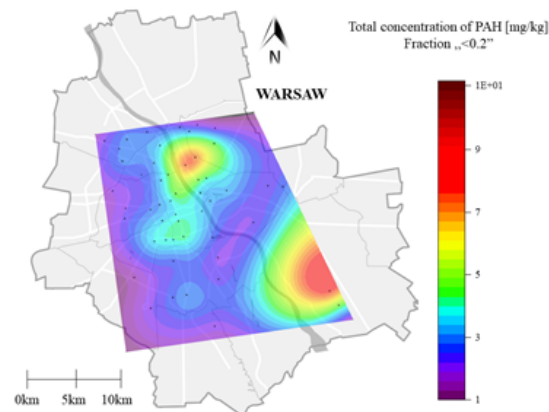 Total concentration of PAH [mg/kg]
Fraction „<0.2”
N
WARSAW
1E+01
9
7
5
3
1
0km 5km 10km